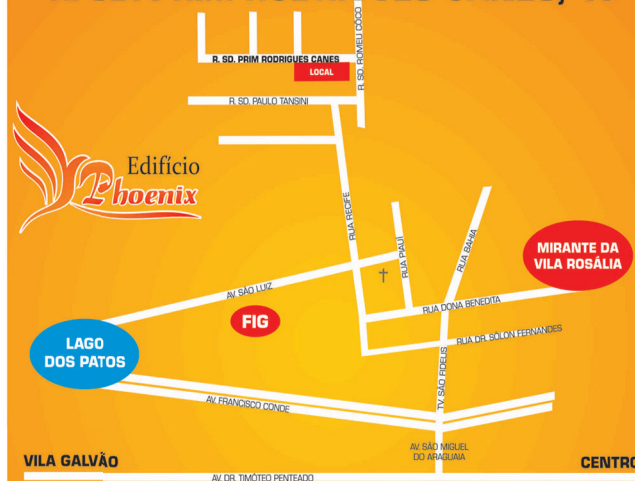 R. SD. PRIM RODRIGUES CANES
LOCAL
R. SD. ROMEU CÔCO
R. SD. PAULO TANSINI
Edifício
Phoenix
RUA RECIFE
RUA PIAUÍ
RUA BAHIA
MIRANTE DA
VILA ROSÁLIA
AV. SÃO LUIZ
FIG
RUA DONA BENEDITA
LAGO
DOS PATOS
RUA DR. SÓLON FERNANDES
TV. SÃO FIDELIS
AV. FRANCISCO CONDE
AV. SÃO MIGUEL
DO ARAGUAIA
VILA GALVÃO
CENTRO
AV. DR. TIMÓTEO PENTEADO